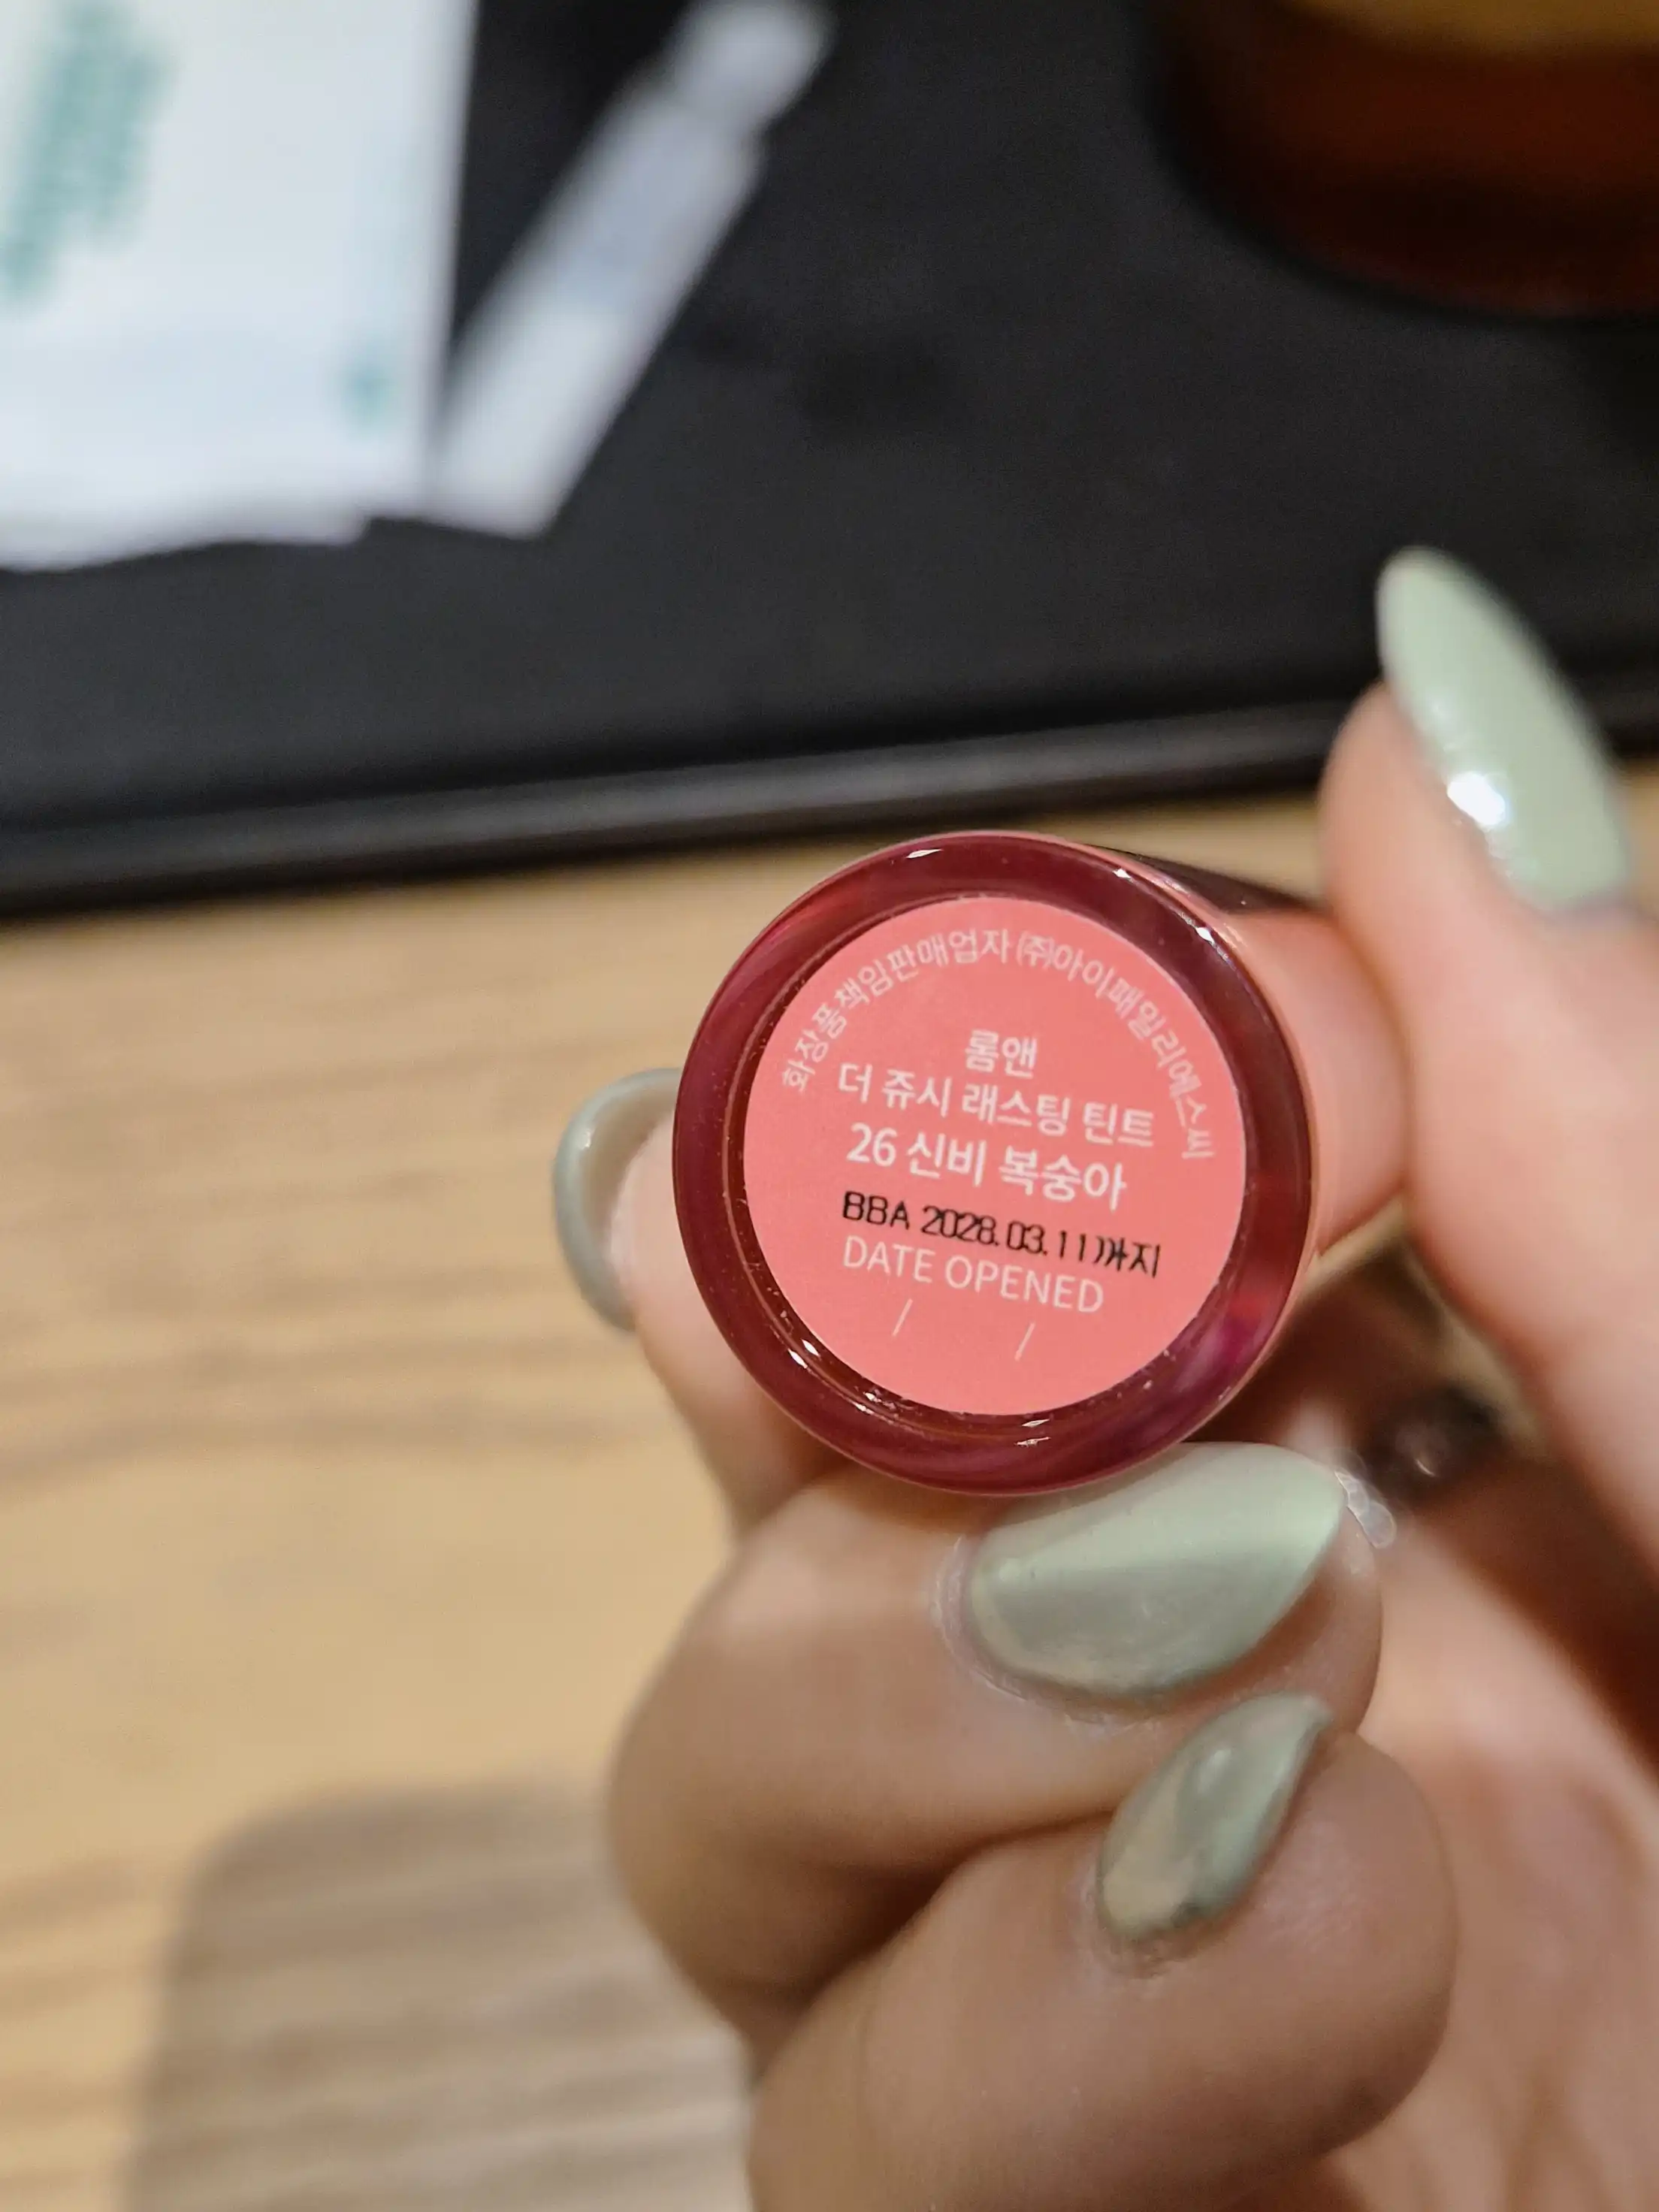 화장품책임판매업자 ㈜아이패밀리에스씨
롬앤
더 쥬시 래스팅 틴트
26 신비 복숭아
BBA 2028.03.11까지
DATE OPENED
/ /